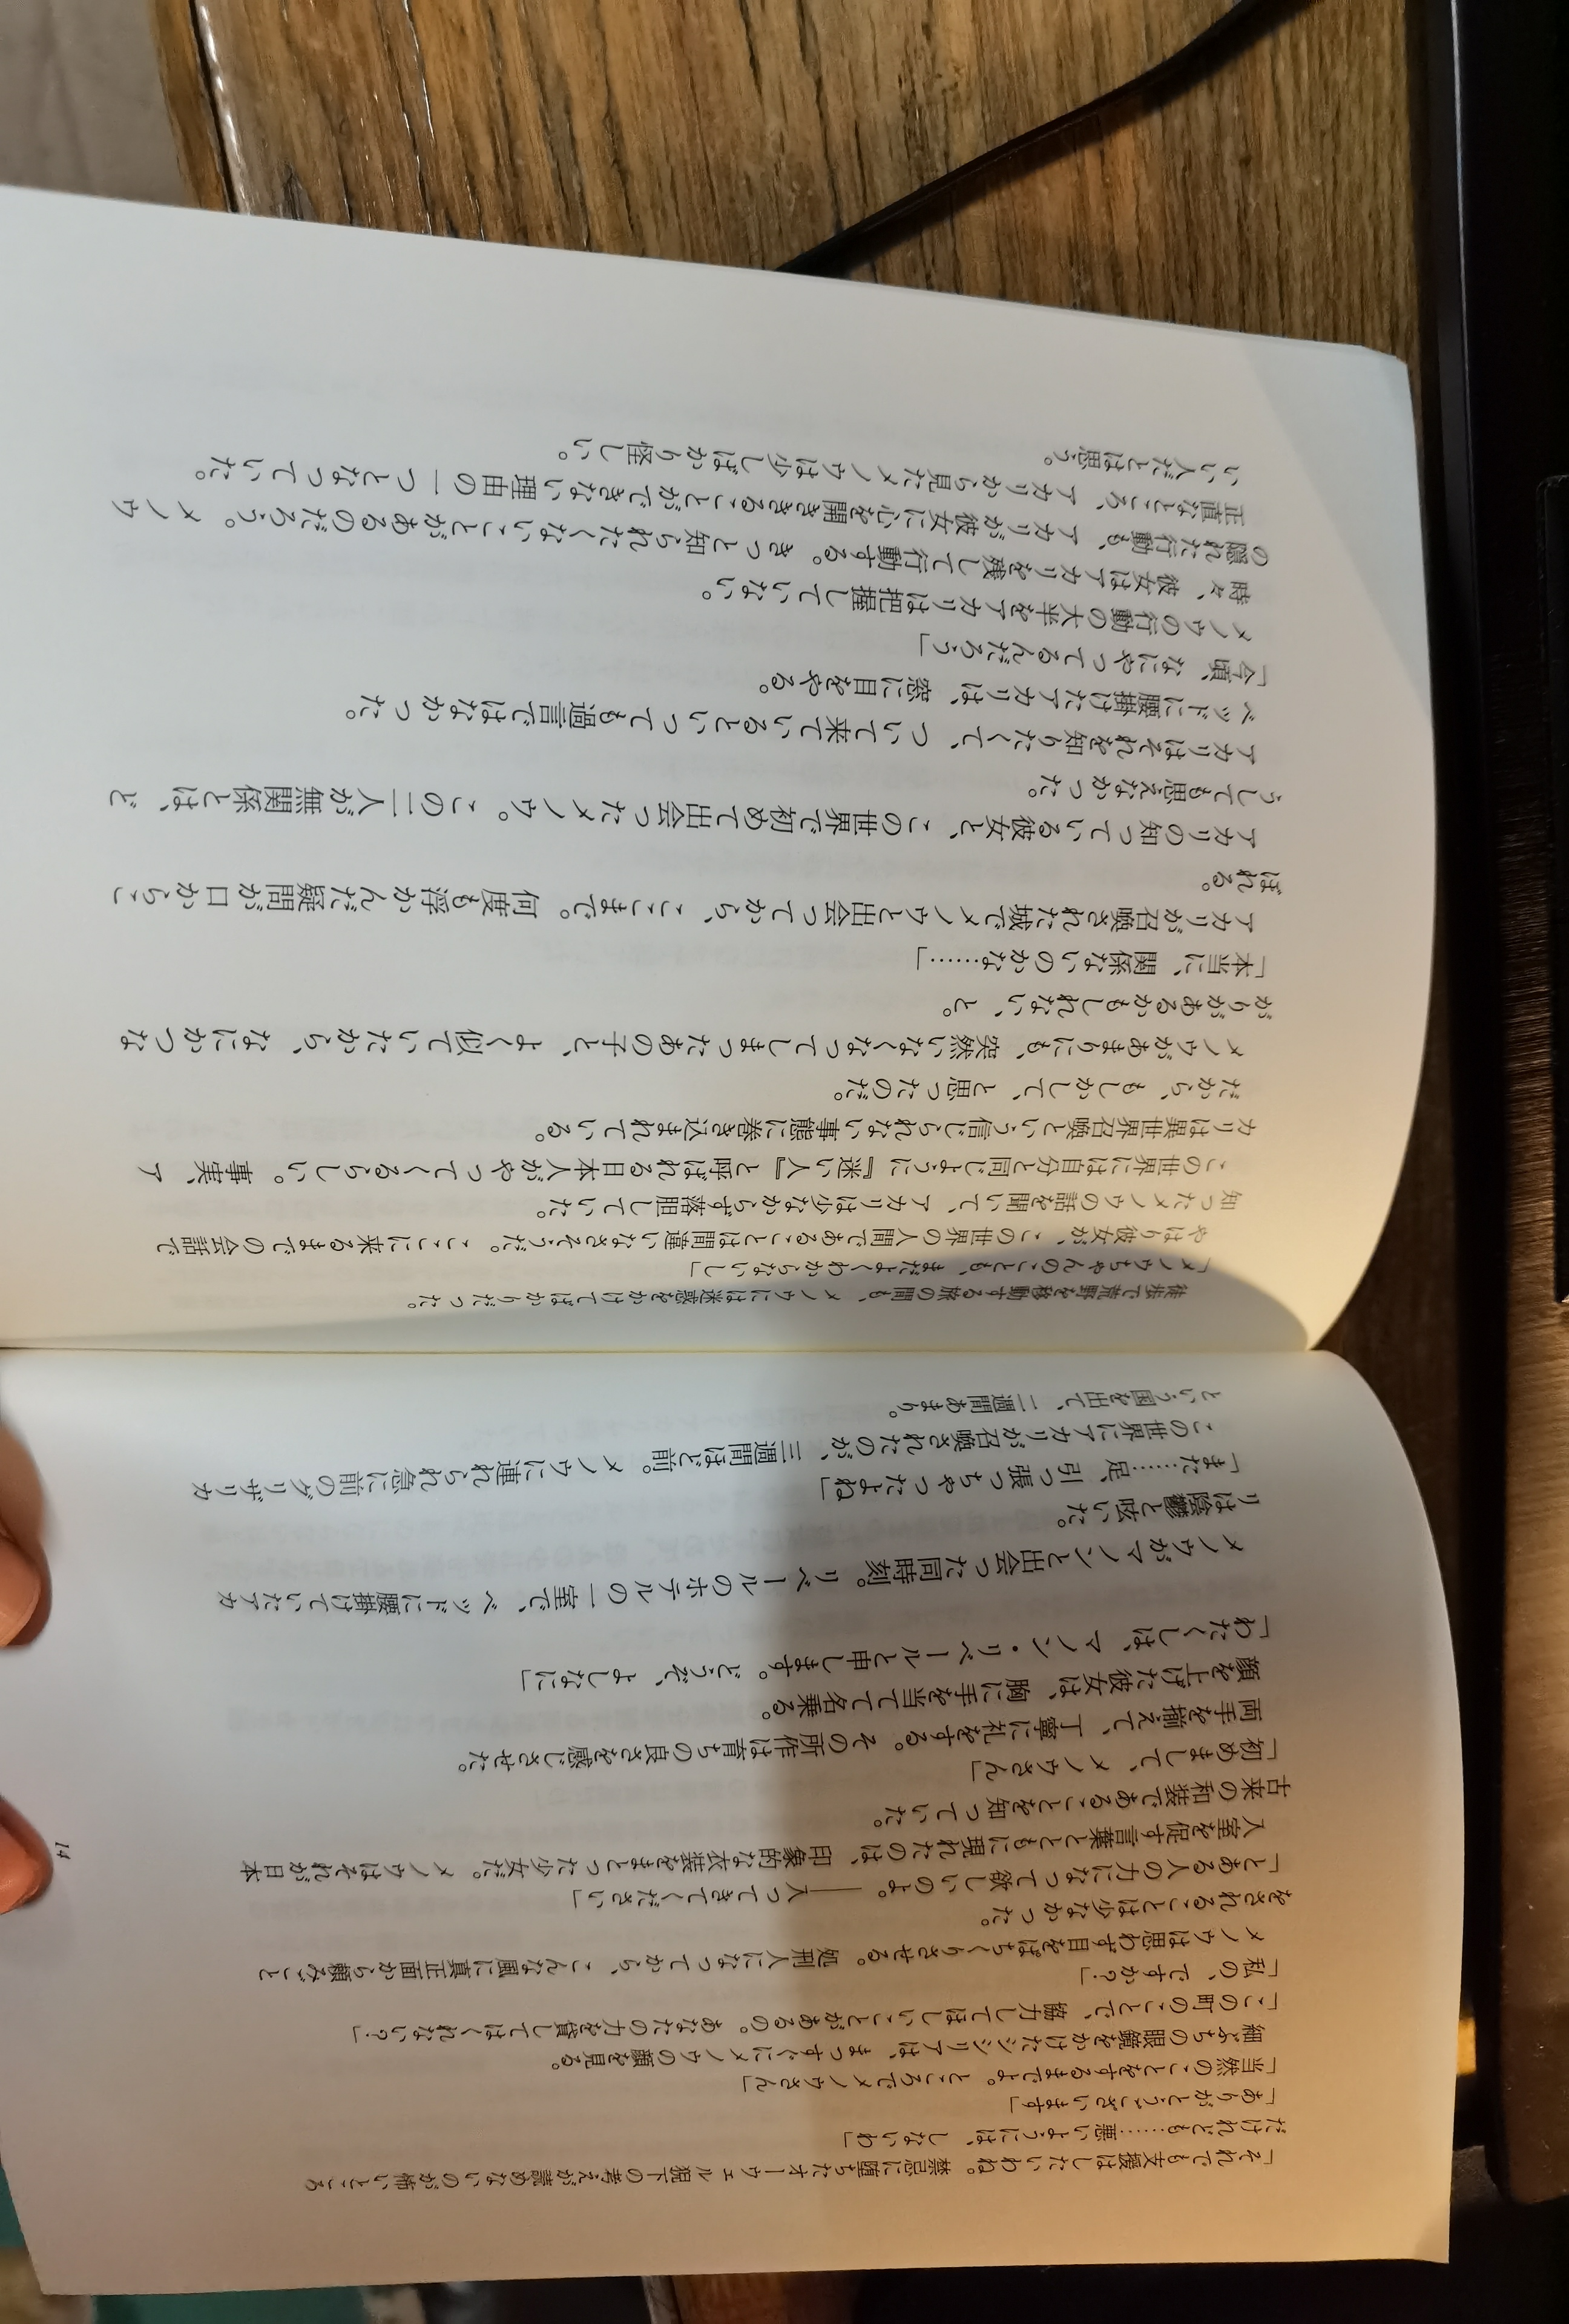 「それでも支援はしたいわね。禁忌に堕ちたオーウェル猊下の考えが読めないのが怖いところ
だけれども……悪いようには、しないわ」
「ありがとうございます」
「当然のことをするまでよ。ところでメノウさん」
細ぶちの眼鏡をかけたシシリアは、まっすぐにメノウの顔を見る。
「この町のことで、協力してほしいことがあるの。あなたの力を貸してはくれない？」
「私の、ですか？」
メノウは思わず目をぱちくりさせる。処刑人になってから、こんな風に真正面から頼みごと
をされることは少なかった。
「とある人の力になって欲しいのよ。――入ってきてください」
入室を促す言葉とともに現れたのは、印象的な衣装をまとった少女だ。メノウはそれが日本
古来の和装であることを知っていた。
「初めまして、メノウさん」
両手を揃えて、丁寧に礼をする。その所作は育ちの良さを感じさせた。
顔を上げた彼女は、胸に手を当てて名乗る。
「わたくしは、マノン・リベールと申します。どうぞ、よしなに」
メノウがマノンと出会った同時刻。リベールのホテルの一室で、ベッドに腰掛けていたアカ
リは陰鬱と呟いた。
「また……足、引っ張っちゃったよね」
この世界にアカリが召喚されたのが、三週間ほど前。メノウに連れられ急に前のグリザリカ
という国を出て、二週間あまり。
14
徒歩で荒野を移動する旅の間も、メノウには迷惑をかけてばかりだった。
「メノウちゃんのことも、まだよくわからないし」
やはり彼女が、この世界の人間であることは間違いなさそうだ。ここに来るまでの会話で
知ったメノウの話を聞いて、アカリは少なからず落胆していた。
この世界には自分と同じように『迷い人』と呼ばれる日本人がやってくるらしい。事実、ア
カリは異世界召喚という信じられない事態に巻き込まれている。
だから、もしかして、と思ったのだ。
メノウがあまりにも、突然いなくなってしまったあの子と、よく似ていたから、なにかつな
がりがあるかもしれない、と。
「本当に、関係ないのかな……」
アカリが召喚された城でメノウと出会ってから、ここまで。何度も浮かんだ疑問が口からこ
ぼれる。
アカリの知っている彼女と、この世界で初めて出会ったメノウ。この二人が無関係とは、ど
うしても思えなかった。
アカリはそれを知りたくて、ついて来ているといっても過言ではなかった。
ベッドに腰掛けたアカリは、窓に目をやる。
「今頃、なにやってるんだろう」
メノウの行動の大半をアカリは把握していない。
時々、彼女はアカリを残して行動する。きっと知られたくないことがあるのだろう。メノウ
の隠れた行動も、アカリが彼女に心を開ききることができない理由の一つとなっていた。
正直なところ、アカリから見たメノウは少しばかり怪しい。
いい人だとは思う。